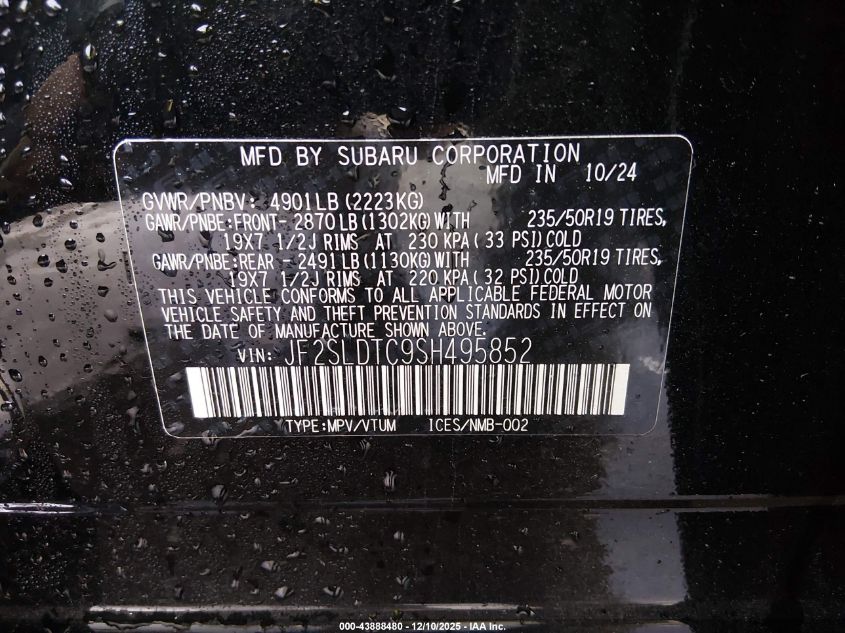 MFD BY SUBARU CORPORATION
MFD IN 10/24
GVWR/PNBV: 4901LB(2223KG)
GAWR/PNBE:FRONT- 2870LB(1302KG)WITH 235/50R19 TIRES,
19X7 1/2J RIMS AT 230 KPA(33 PSI)COLD
GAWR/PNBE:REAR - 2491LB(1130KG)WITH 235/50R19 TIRES,
19X7 1/2J RIMS AT 220 KPA(32 PSI)COLD
THIS VEHICLE CONFORMS TO ALL APPLICABLE FEDERAL MOTOR
VEHICLE SAFETY AND THEFT PREVENTION STANDARDS IN EFFECT ON
THE DATE OF MANUFACTURE SHOWN ABOVE.
VIN: JF2SLDTC9SH495852
TYPE:MPV/VTUM ICES/NMB-002
000-43888480 - 12/10/2025 - IAA Inc.